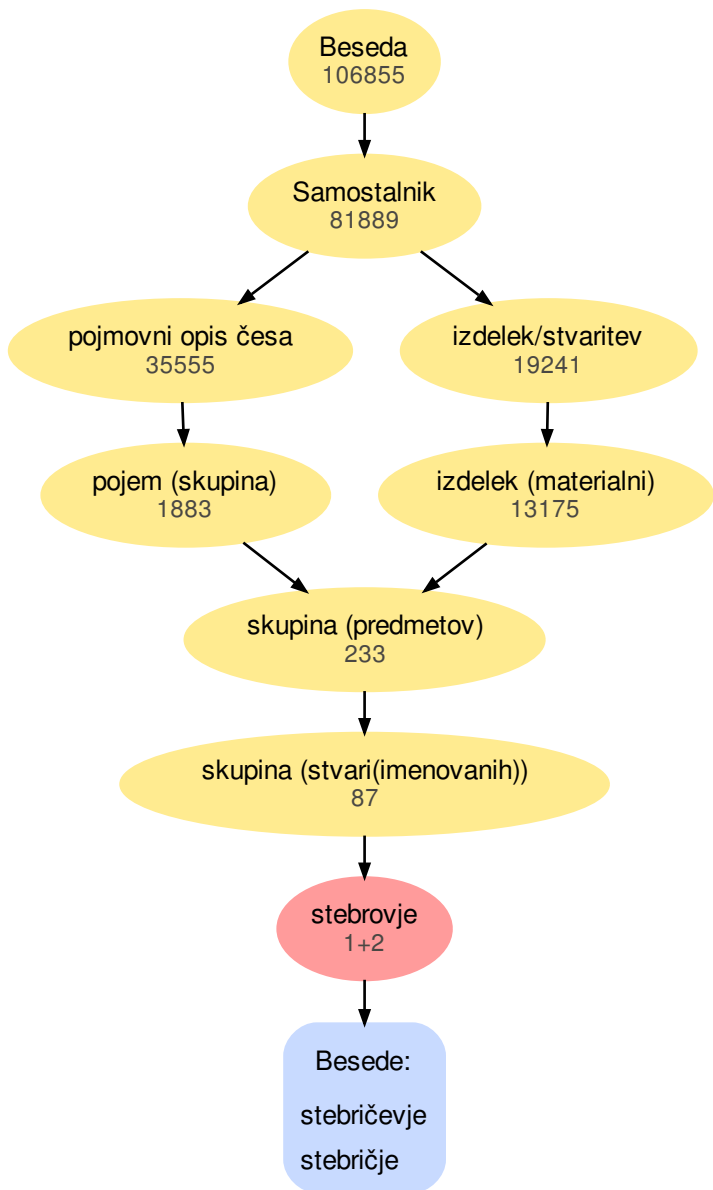 Beseda
106855
Samostalnik
81889
pojmovni opis česa
35555
izdelek/stvaritev
19241
pojem (skupina)
1883
izdelek (materialni)
13175
skupina (predmetov)
233
skupina (stvari(imenovanih))
87
stebrovje
1+2
Besede:
stebričevje
stebričje